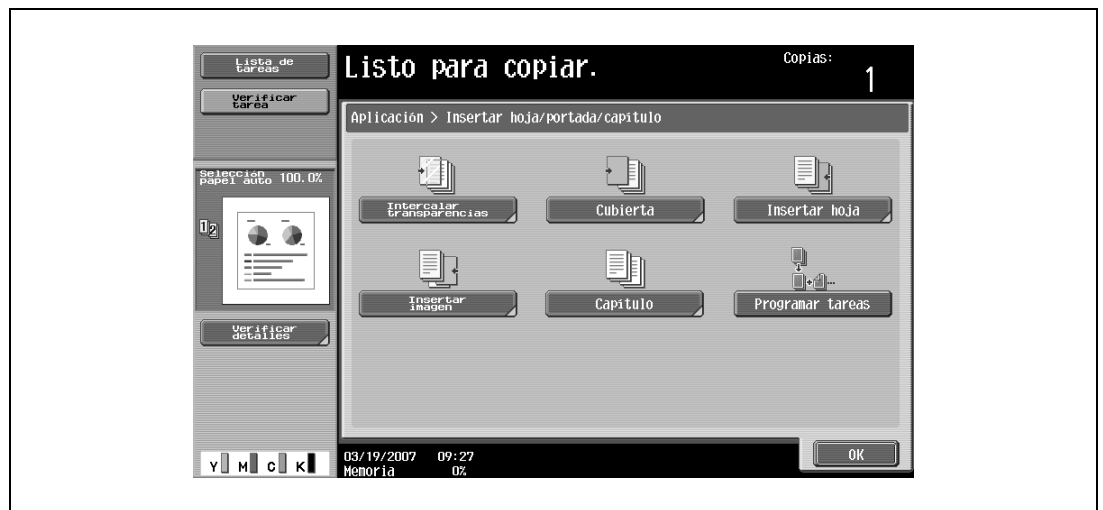 Lista de
tareas
Verificar
tarea
Listo para copiar.
Copias:
1
Aplicación > Insertar hoja/portada/capítulo
Selección
papel auto 100.0%
12
Intercalar
transparencias
Cubierta
Insertar hoja
Insertar
imagen
Capítulo
Programar tareas
Verificar
detalles
Y M C K
03/19/2007 09:27
Memoria 0%
OK